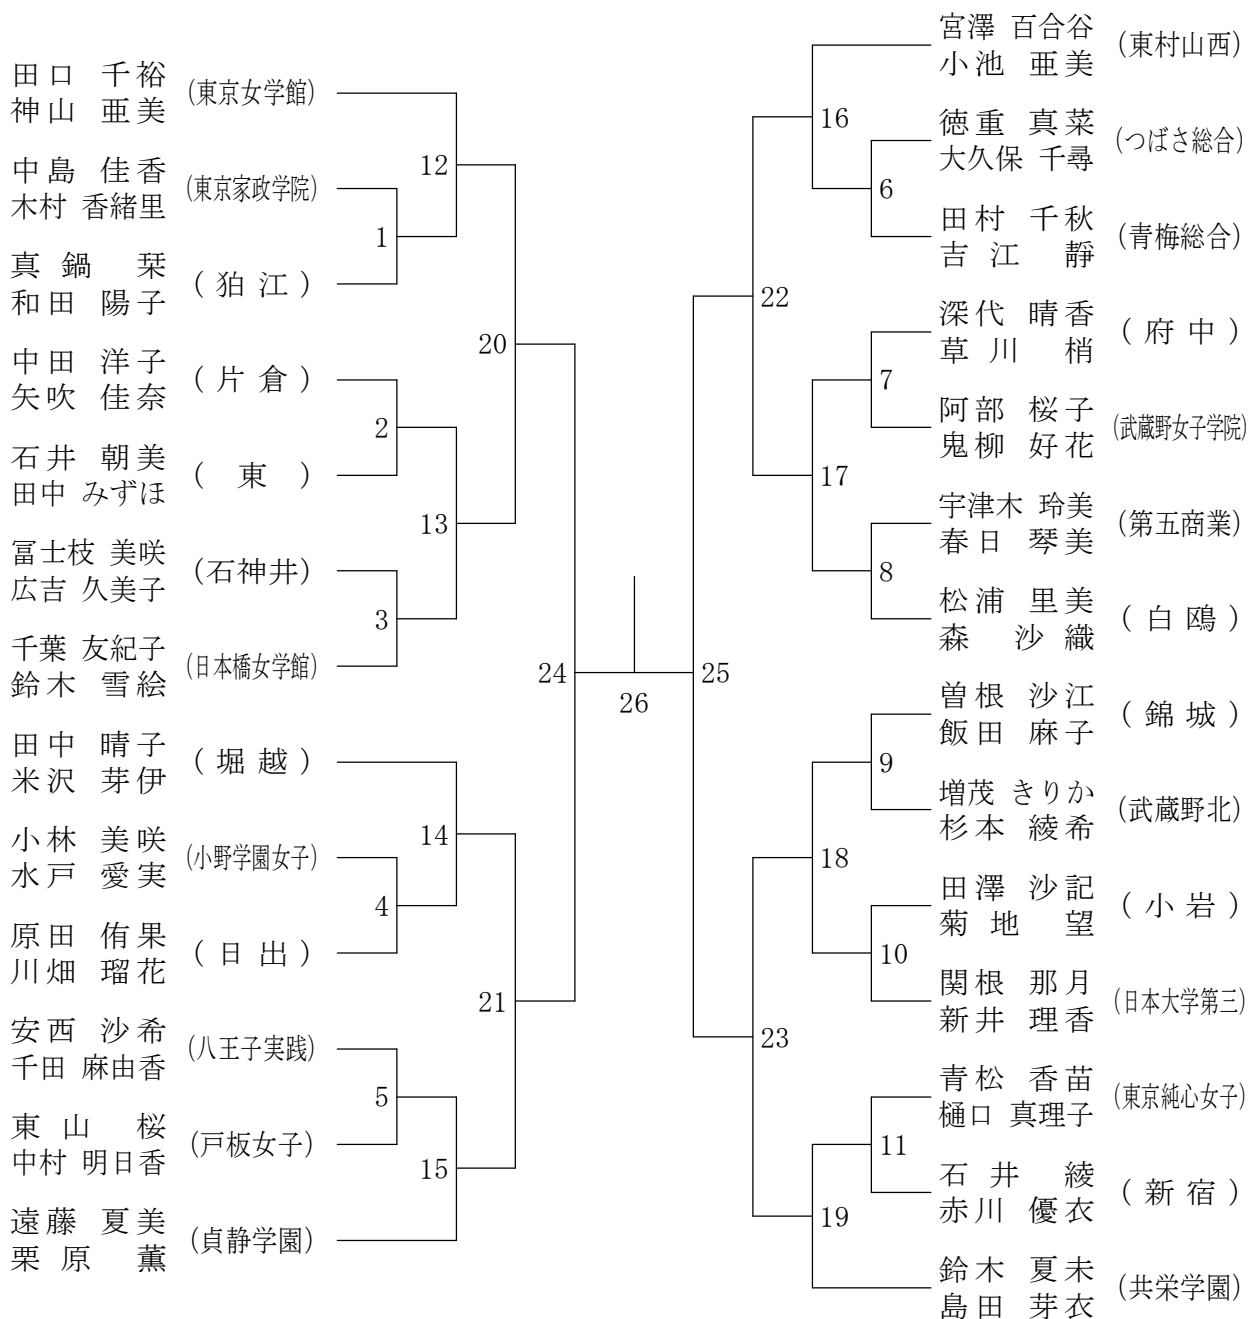 田口 千裕
神山 亜美
(東京女学館)
中島 佳香
木村 香緒里
(東京家政学院)
真鍋 栞
和田 陽子
(狛江)
中田 洋子
矢吹 佳奈
(片倉)
石井 朝美
田中 みずほ
(東)
冨士枝 美咲
広吉 久美子
(石神井)
千葉 友紀子
鈴木 雪絵
(日本橋女学館)
田中 晴子
米沢 芽伊
(堀越)
小林 美咲
水戸 愛実
(小野学園女子)
原田 侑果
川畑 瑠花
(日出)
安西 沙希
千田 麻由香
(八王子実践)
東山 桜
中村 明日香
(戸板女子)
遠藤 夏美
栗原 薫
(貞静学園)
1
2
3
4
5
12
13
14
15
20
21
24
26
25
22
23
16
17
18
19
6
7
8
9
10
11
宮澤 百合谷
小池 亜美
(東村山西)
徳重 真菜
大久保 千尋
(つばさ総合)
田村 千秋
吉江 静
(青梅総合)
深代 晴香
草川 梢
(府中)
阿部 桜子
鬼柳 好花
(武蔵野女子学院)
宇津木 玲美
春日 琴美
(第五商業)
松浦 里美
森 沙織
(白鴎)
曽根 沙江
飯田 麻子
(錦城)
増茂 きりか
杉本 綾希
(武蔵野北)
田澤 沙記
菊地 望
(小岩)
関根 那月
新井 理香
(日本大学第三)
青松 香苗
樋口 真理子
(東京純心女子)
石井 綾
赤川 優衣
(新宿)
鈴木 夏未
島田 芽衣
(共栄学園)